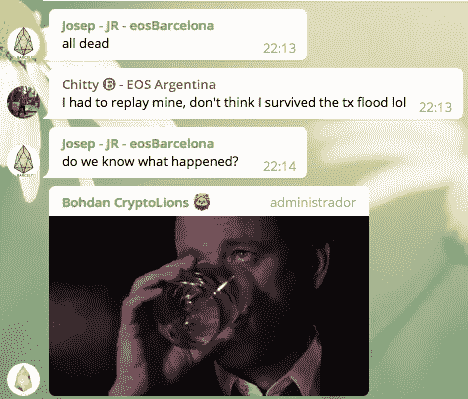 Josep - JR - eosBarcelona
all dead
22:13
Chitty - EOS Argentina
I had to replay mine, don't think I survived the tx flood lol 22:13
Josep - JR - eosBarcelona
do we know what happened?
22:14
Bohdan CryptoLions administrador